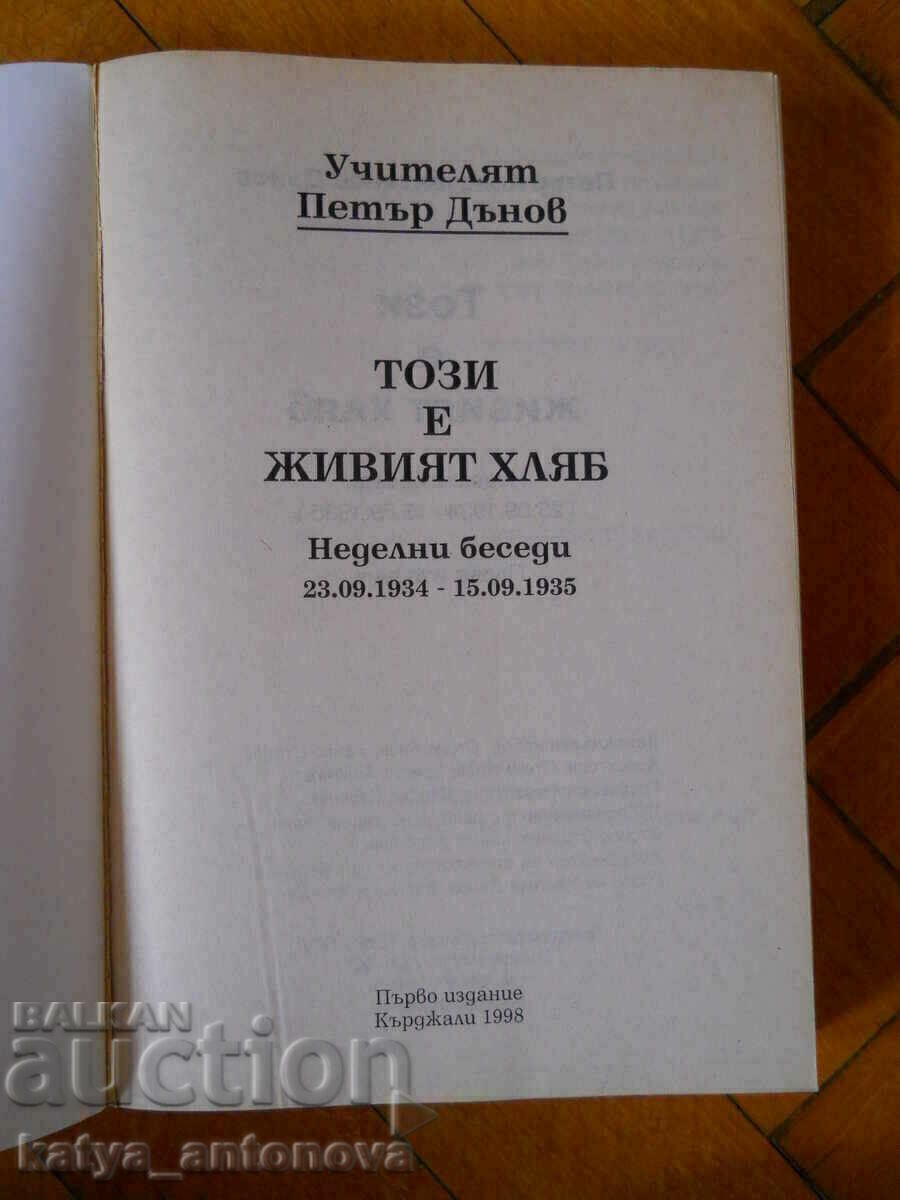 Учителят
Петър Дънов
ТОЗИ
Е
ЖИВИЯТ ХЛЯБ
Неделни беседи
23.09.1934 - 15.09.1935
Първо издание
Кърджали 1998
BALKAN
auction
katya_antonova